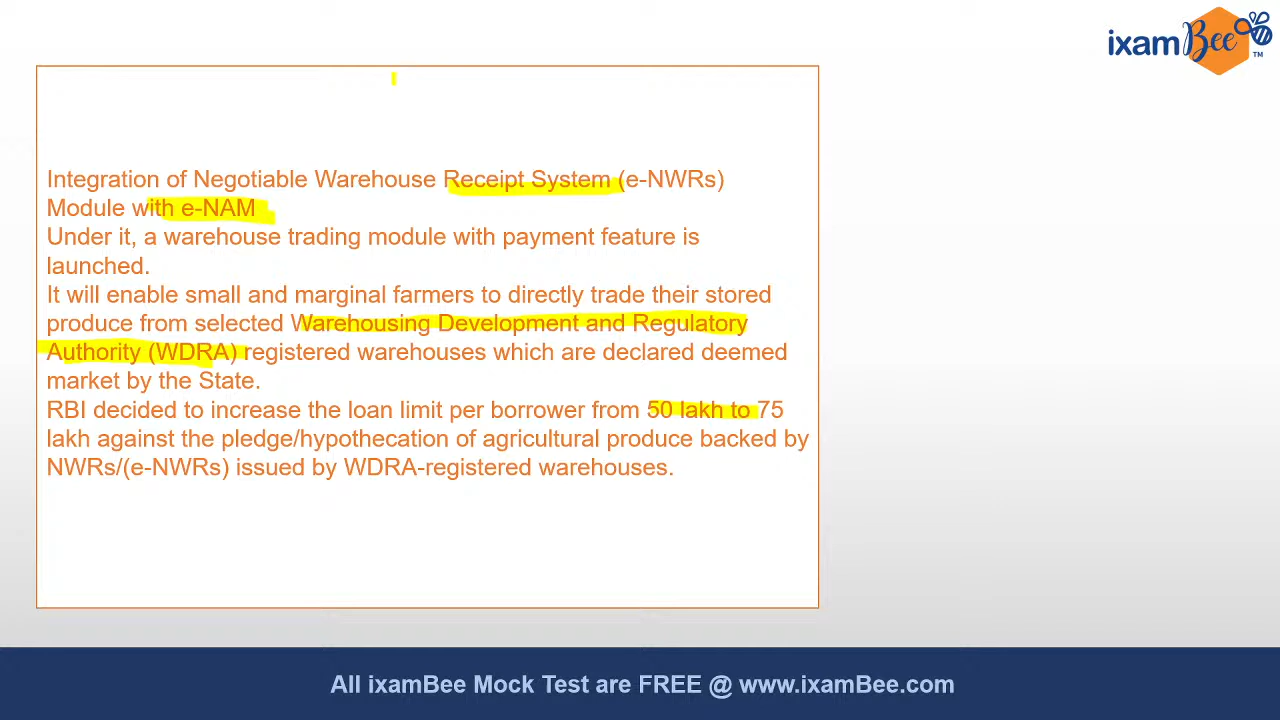 ixamBee
TM
Integration of Negotiable Warehouse Receipt System (e-NWRs)
Module with e-NAM
Under it, a warehouse trading module with payment feature is
launched.
It will enable small and marginal farmers to directly trade their stored
produce from selected Warehousing Development and Regulatory
Authority (WDRA) registered warehouses which are declared deemed
market by the State.
RBI decided to increase the loan limit per borrower from 50 lakh to 75
lakh against the pledge/hypothecation of agricultural produce backed by
NWRs/(e-NWRs) issued by WDRA-registered warehouses.
All ixamBee Mock Test are FREE @ www.ixamBee.com